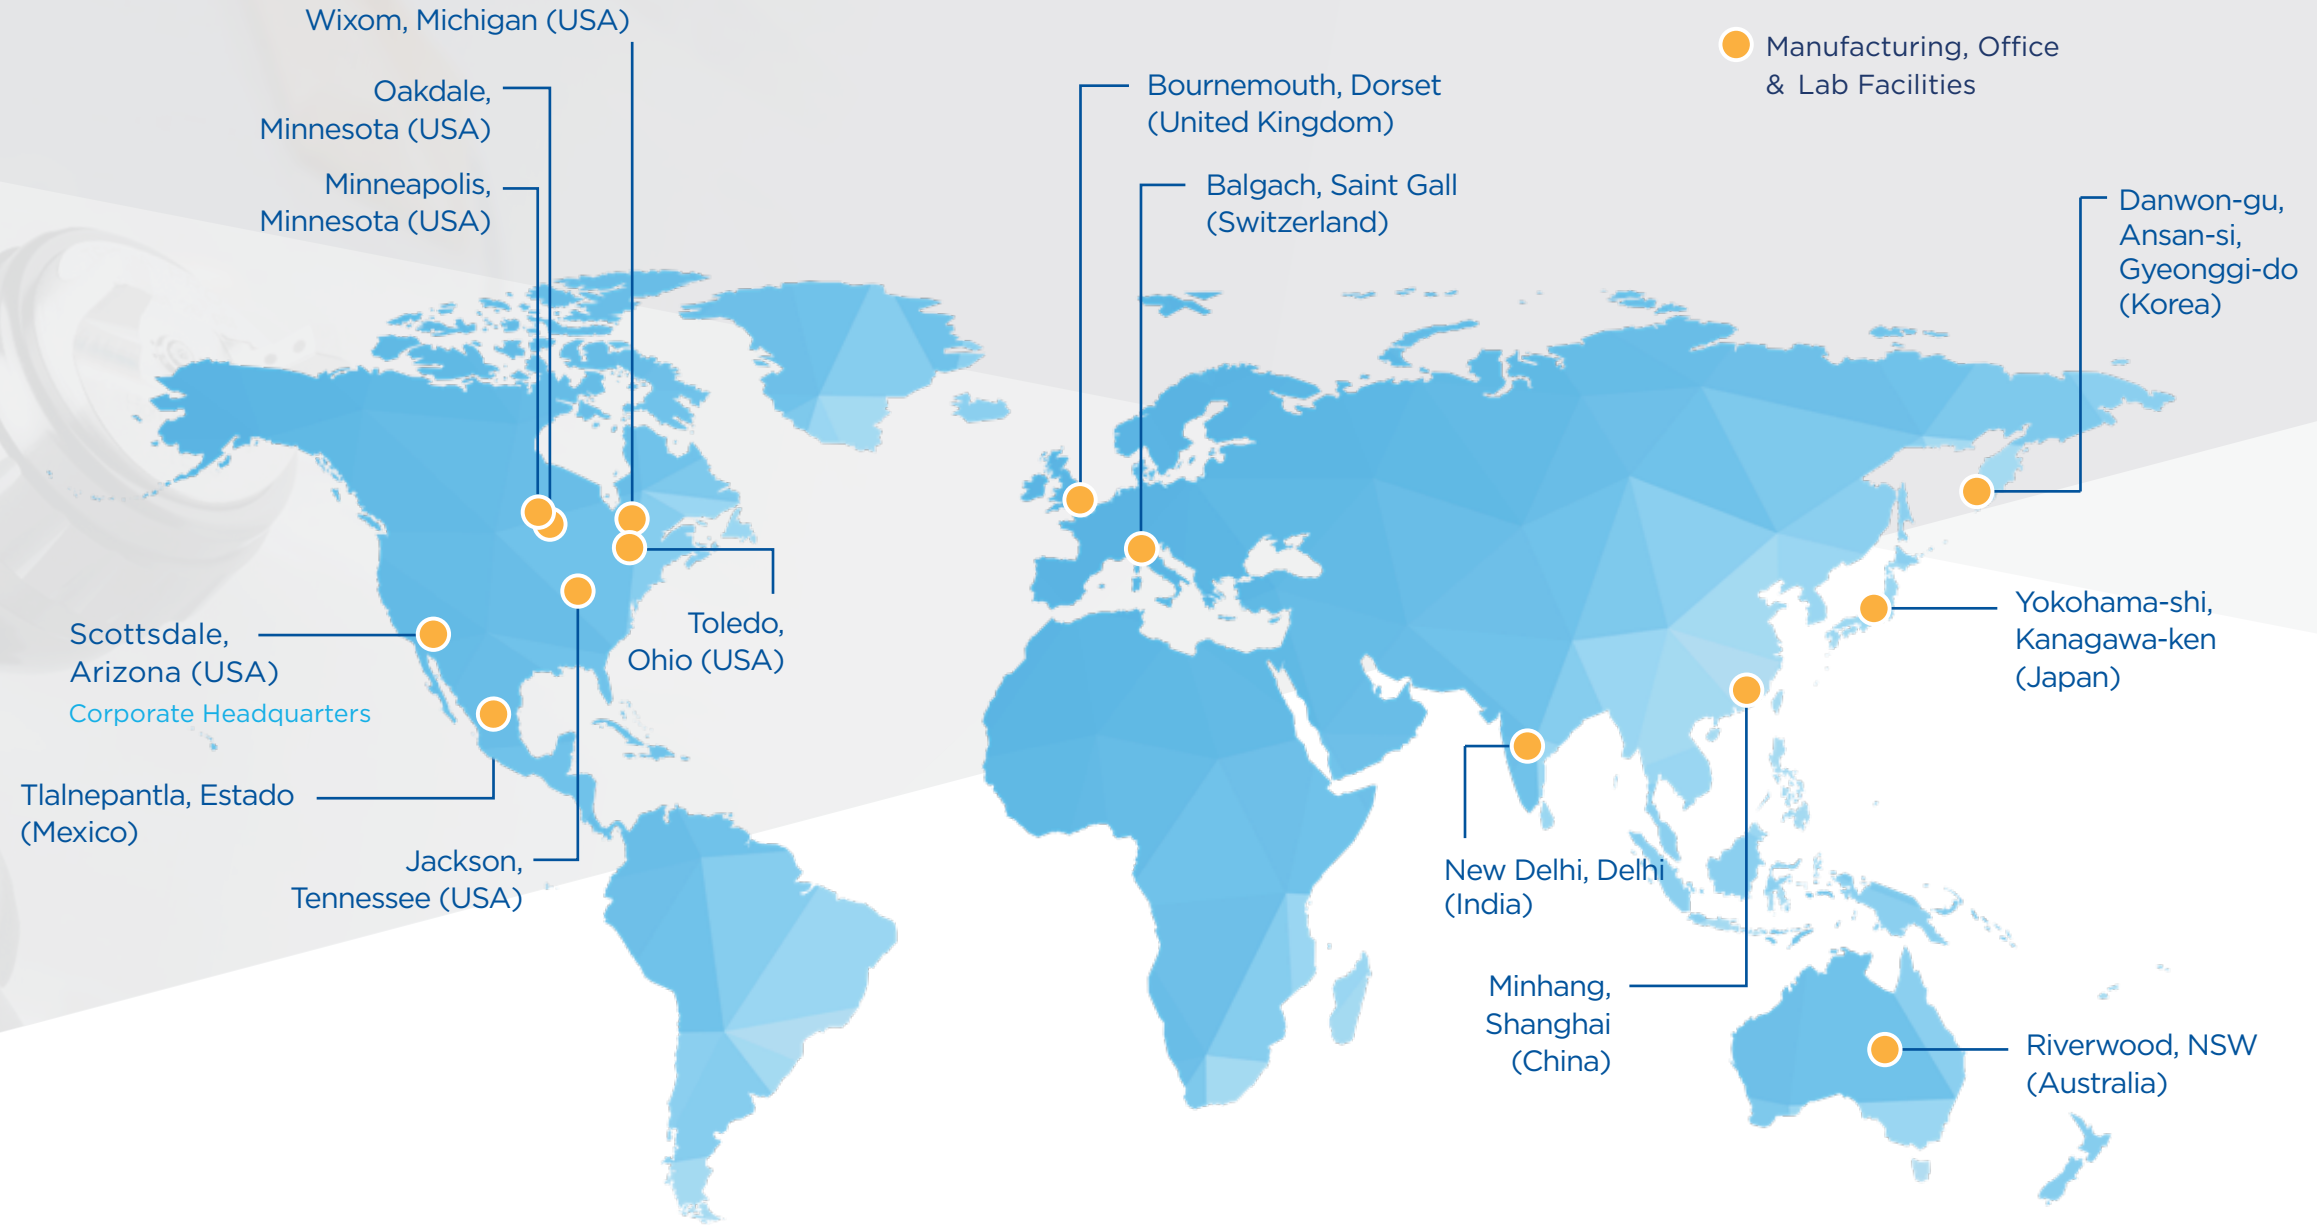 Wixom, Michigan (USA)
Oakdale,
Minnesota (USA)
Minneapolis,
Minnesota (USA)
Bournemouth, Dorset
(United Kingdom)
Balgach, Saint Gall
(Switzerland)
Manufacturing, Office
& Lab Facilities
Danwon-gu,
Ansan-si,
Gyeonggi-do
(Korea)
Scottsdale,
Arizona (USA)
Corporate Headquarters
Toledo,
Ohio (USA)
Yokohama-shi,
Kanagawa-ken
(Japan)
Tlalnepantla, Estado
(Mexico)
Jackson,
Tennessee (USA)
New Delhi, Delhi
(India)
Minhang,
Shanghai
(China)
Riverwood, NSW
(Australia)